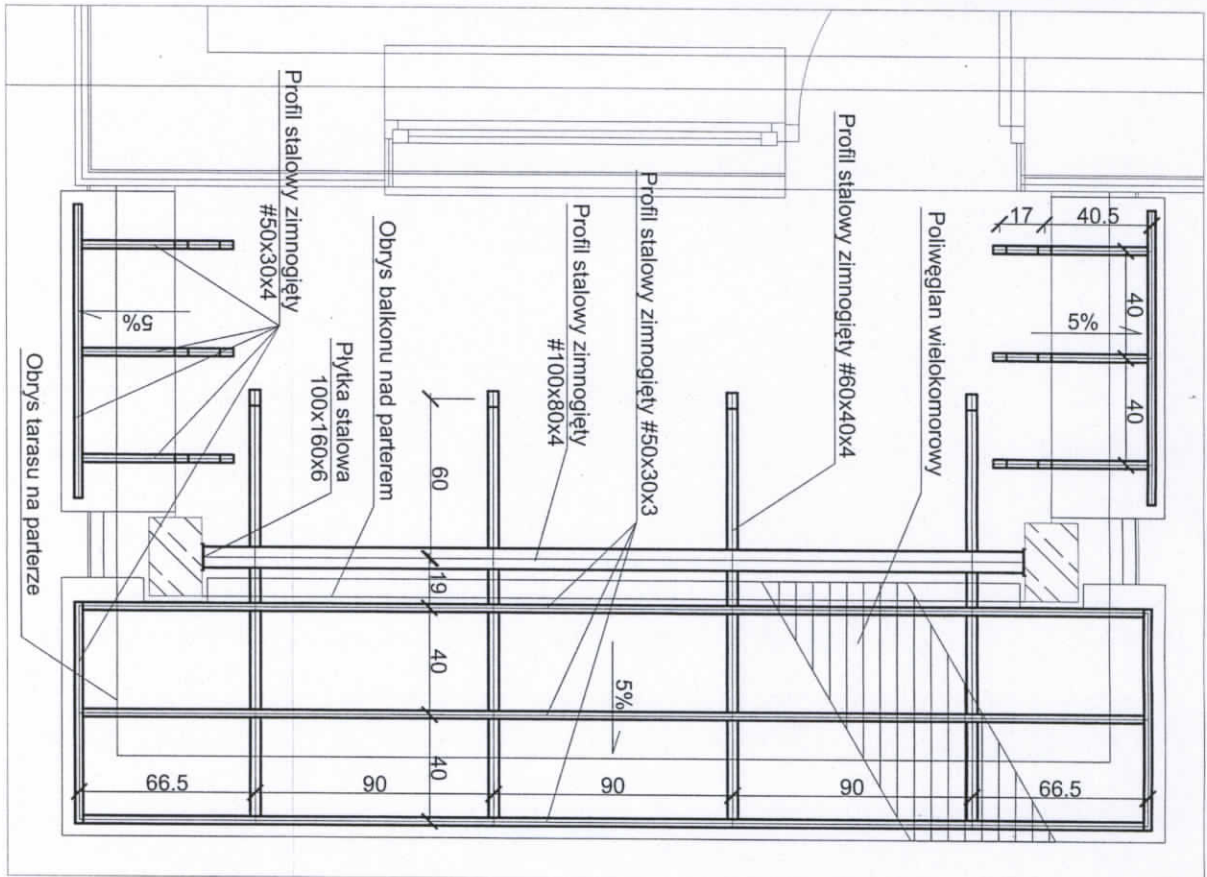 Profil stalowy zimnogięty
#50x30x4
Profil stalowy zimnogięty #60x40x4
Profil stalowy zimnogięty #50x30x3
Profil stalowy zimnogięty
#100x80x4
Poliwęglan wielokomorowy
Obrys balkonu nad parterem
Płytka stalowa
100x160x6
Obrys tarasu na parterze
17
40.5
40
40
5%
5%
60
19
40
40
5%
66.5
90
90
90
66.5